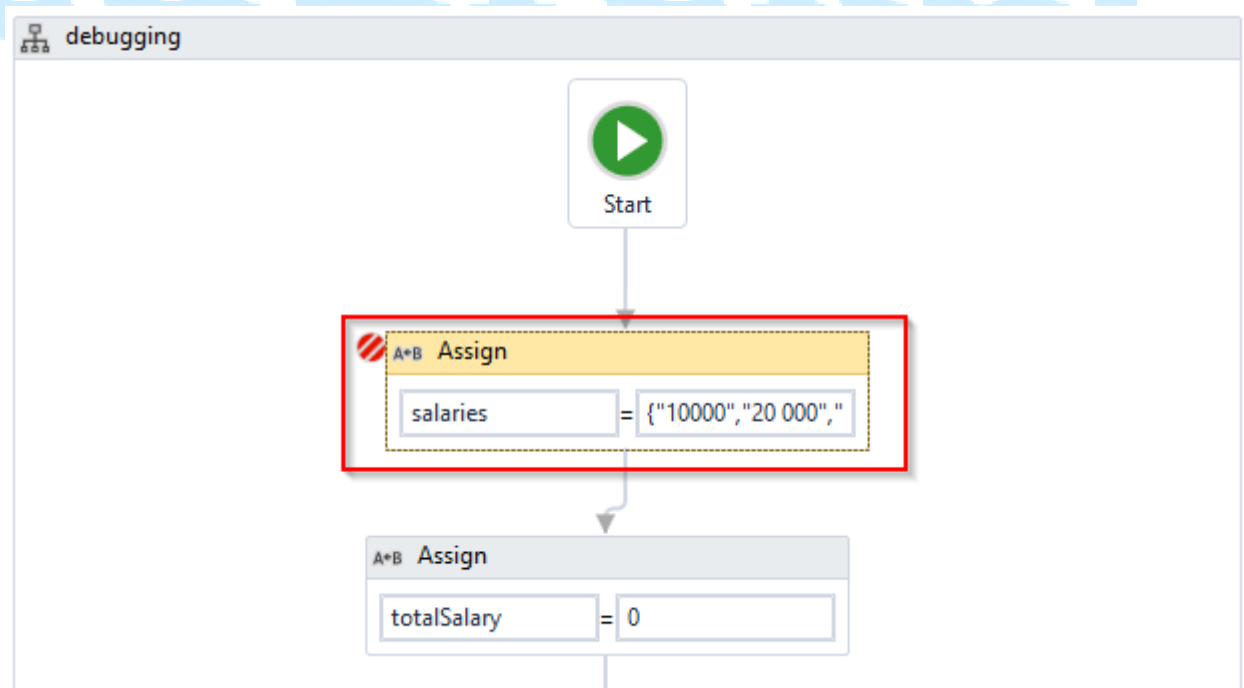 debugging
Start
A←B Assign
salaries = {"10000","20 000","
A←B Assign
totalSalary = 0